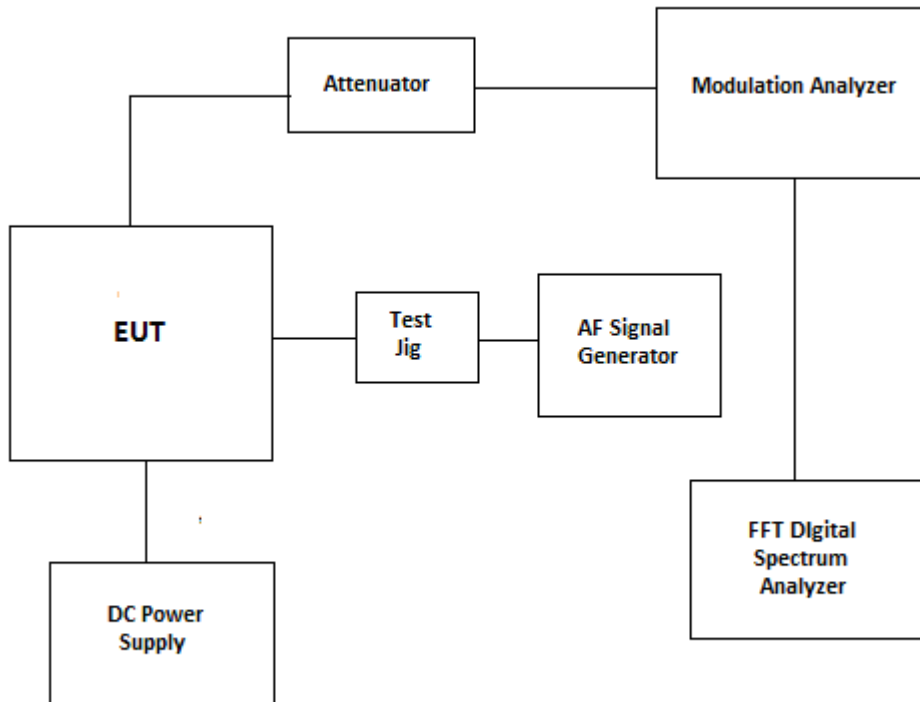 Attenuator
Modulation Analyzer
EUT
Test
Jig
AF Signal
Generator
FFT DIgital
Spectrum
Analyzer
DC Power
Supply